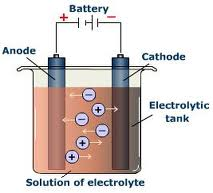 Battery
+ −
Anode
Cathode
−
−
+
−
+
−
+
Electrolytic
tank
Solution of electrolyte